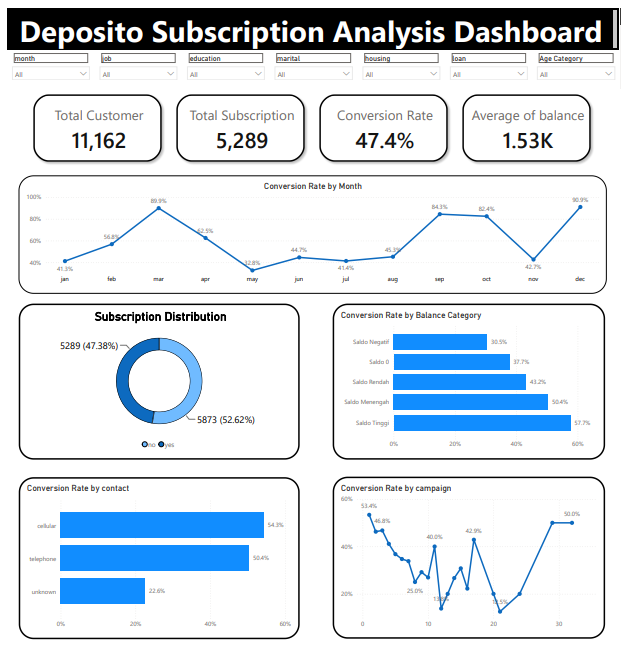 Deposito Subscription Analysis Dashboard
month job education marital housing loan Age Category
All All All All All All All
Total Customer
11,162
Total Subscription
5,289
Conversion Rate
47.4%
Average of balance
1.53K
Conversion Rate by Month
100%
80%
60%
40%
41.3%
56.8%
89.9%
62.5%
32.8%
44.7%
41.4%
45.3%
84.3%
82.4%
42.7%
90.9%
jan feb mar apr may jun jul aug sep oct nov dec
Subscription Distribution
5289 (47.38%)
5873 (52.62%)
no yes
Conversion Rate by Balance Category
Saldo Negatif 30.5%
Saldo 0 37.7%
Saldo Rendah 43.2%
Saldo Menengah 50.4%
Saldo Tinggi 57.7%
0% 20% 40% 60%
Conversion Rate by contact
cellular 54.3%
telephone 50.4%
unknown 22.6%
0% 20% 40% 60%
Conversion Rate by campaign
60%
40%
20%
53.4%
46.8%
25.0%
40.0%
42.9%
50.0%
0 10 20 30